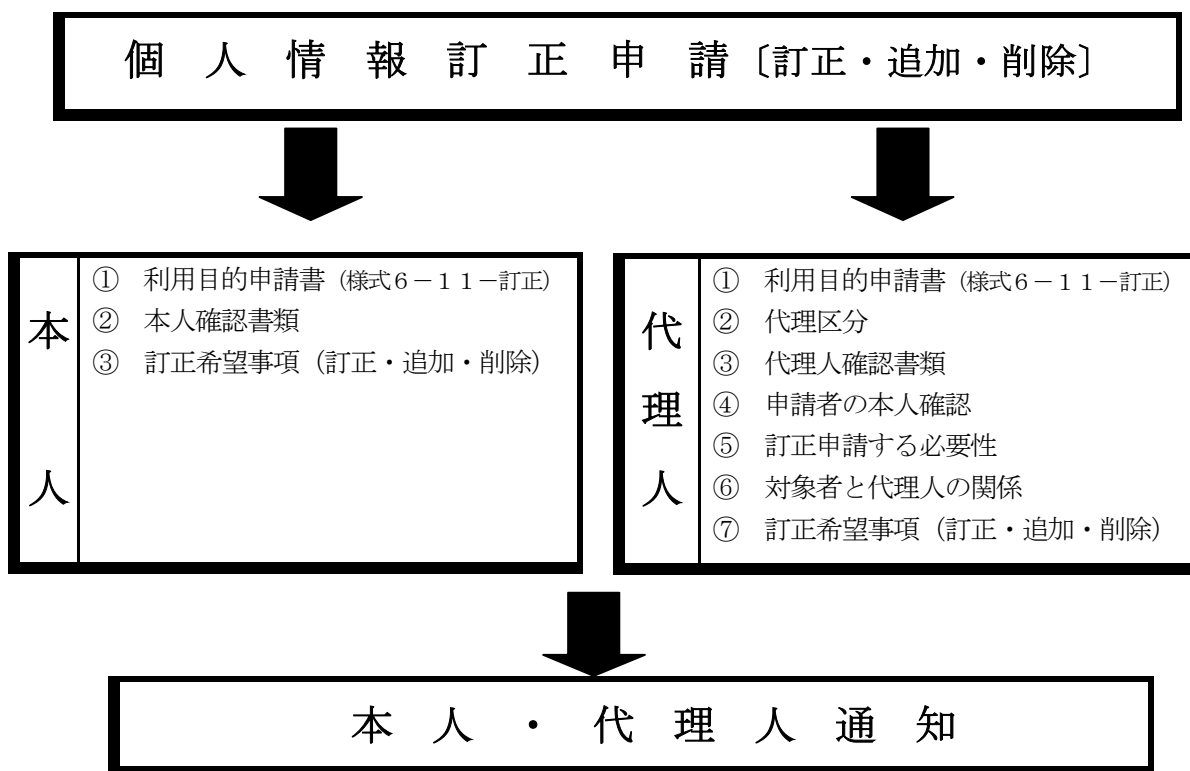 個人情報訂正申請〔訂正・追加・削除〕
本人
① 利用目的申請書（様式６－１１－訂正）
② 本人確認書類
③ 訂正希望事項（訂正・追加・削除）
代理人
① 利用目的申請書（様式６－１１－訂正）
② 代理区分
③ 代理人確認書類
④ 申請者の本人確認
⑤ 訂正申請する必要性
⑥ 対象者と代理人の関係
⑦ 訂正希望事項（訂正・追加・削除）
本人・代理人通知